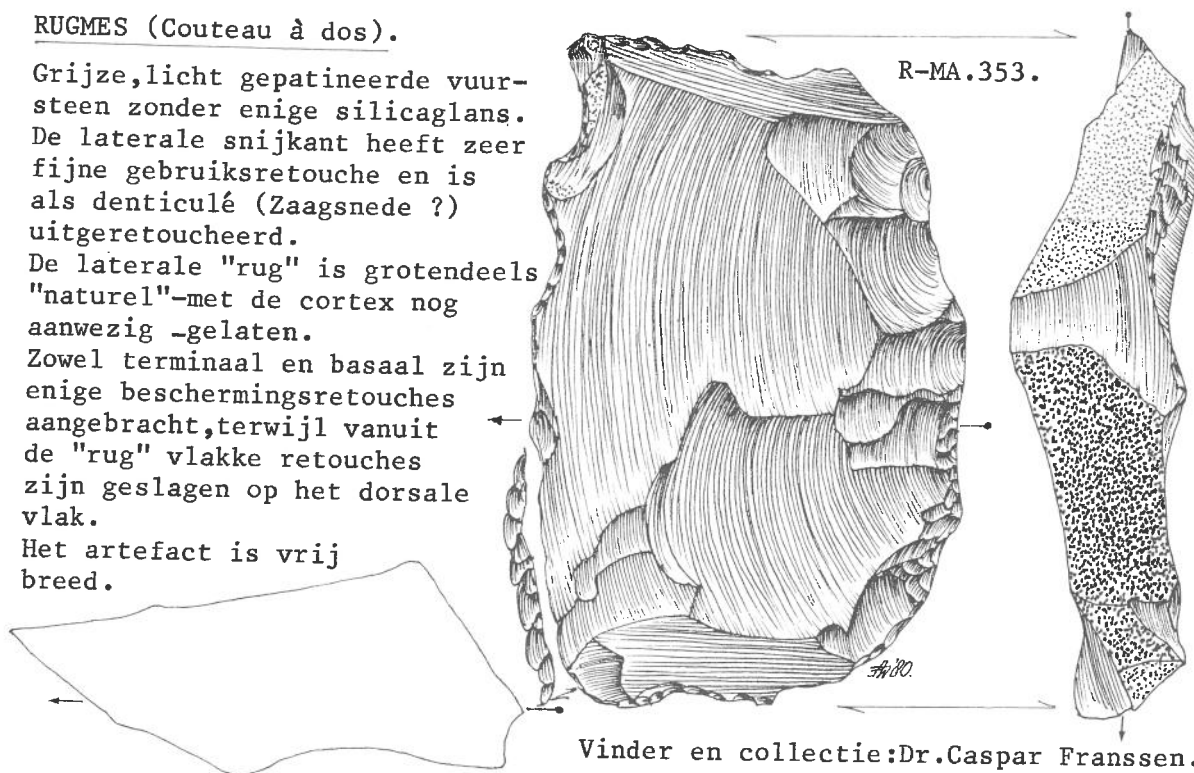 RUGMES (Couteau à dos).
Grijze,licht gepatineerde vuur-
steen zonder enige silicaglans.
De laterale snijkant heeft zeer
fijne gebruiksretouche en is
als denticulé (Zaagsnede ?)
uitgeretoucheerd.
De laterale "rug" is grotendeels
"naturel"-met de cortex nog
aanwezig -gelaten.
Zowel terminaal en basaal zijn
enige beschermingsretouches
aangebracht,terwijl vanuit
de "rug" vlakke retouches
zijn geslagen op het dorsale
vlak.
Het artefact is vrij
breed.
R-MA.353.
Vinder en collectie:Dr.Caspar Franssen.